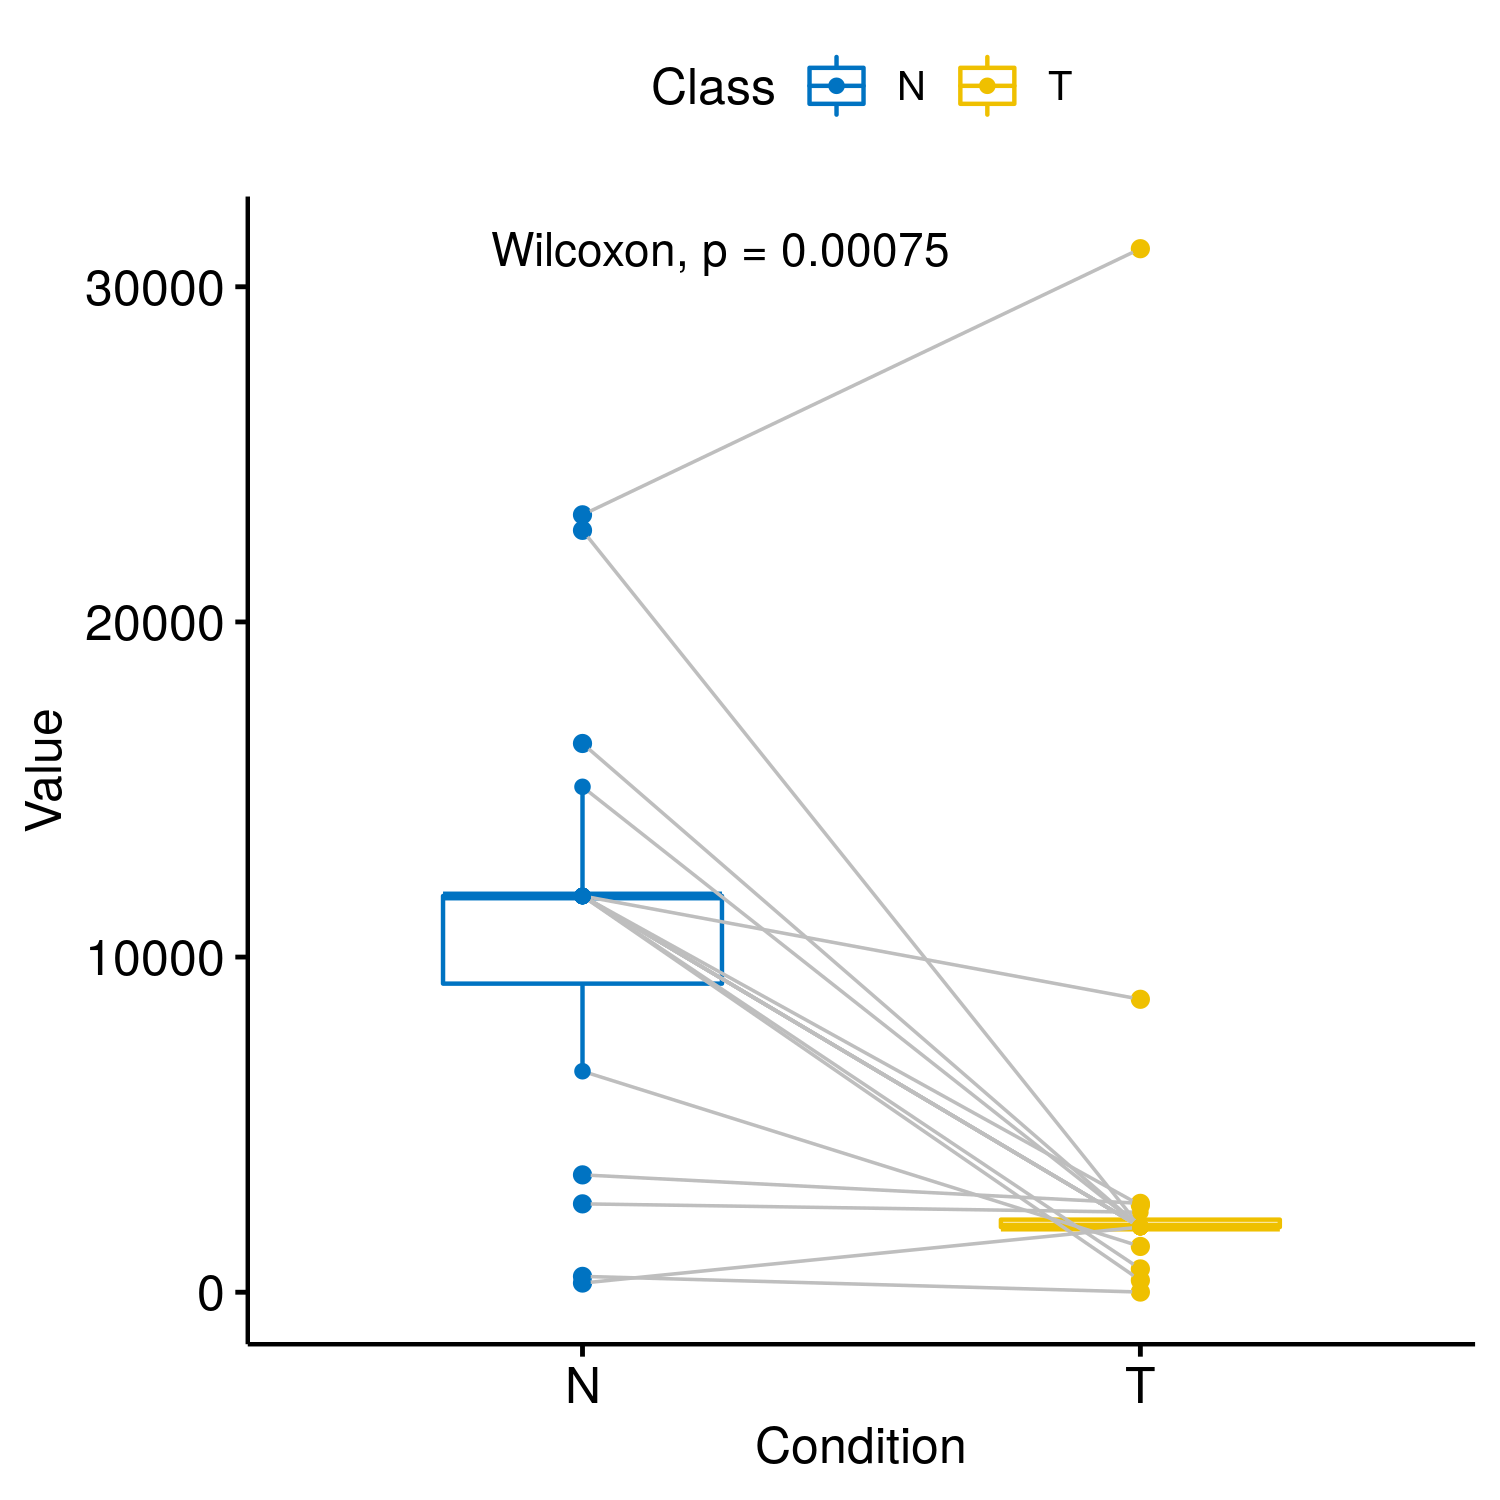 Class N T
Wilcoxon, p = 0.00075
30000
20000
10000
0
Value
N T
Condition